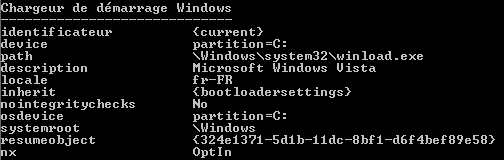 Chargeur de démarrage Windows
-----------------------------
identificateur {current}
device partition=C:
path \Windows\system32\winload.exe
description Microsoft Windows Vista
locale fr-FR
inherit {bootloadersettings}
nointegritychecks No
osdevice partition=C:
systemroot \Windows
resumeobject {324e1371-5d1b-11dc-8bf1-d6f4bef89e58}
nx OptIn